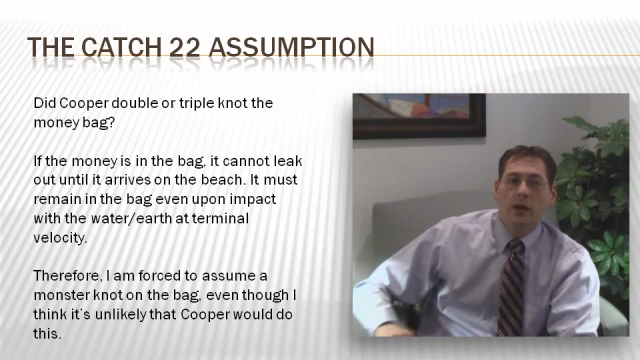 THE CATCH 22 ASSUMPTION
Did Cooper double or triple knot the
money bag?
If the money is in the bag, it cannot leak
out until it arrives on the beach. It must
remain in the bag even upon impact
with the water/earth at terminal
velocity.
Therefore, I am forced to assume a
monster knot on the bag, even though I
think it's unlikely that Cooper would do
this.